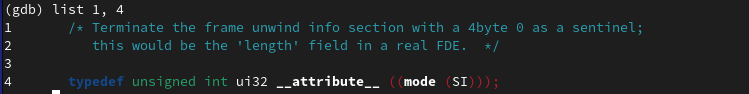 (gdb) list 1, 4
1       /* Terminate the frame unwind info section with a 4byte 0 as a sentinel;
2          this would be the 'length' field in a real FDE.  */
3
4       typedef unsigned int ui32 __attribute__ ((mode (SI)));